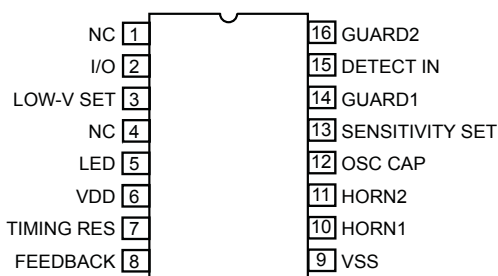 NC 1
I/O 2
LOW-V SET 3
NC 4
LED 5
VDD 6
TIMING RES 7
FEEDBACK 8
16 GUARD2
15 DETECT IN
14 GUARD1
13 SENSITIVITY SET
12 OSC CAP
11 HORN2
10 HORN1
9 VSS